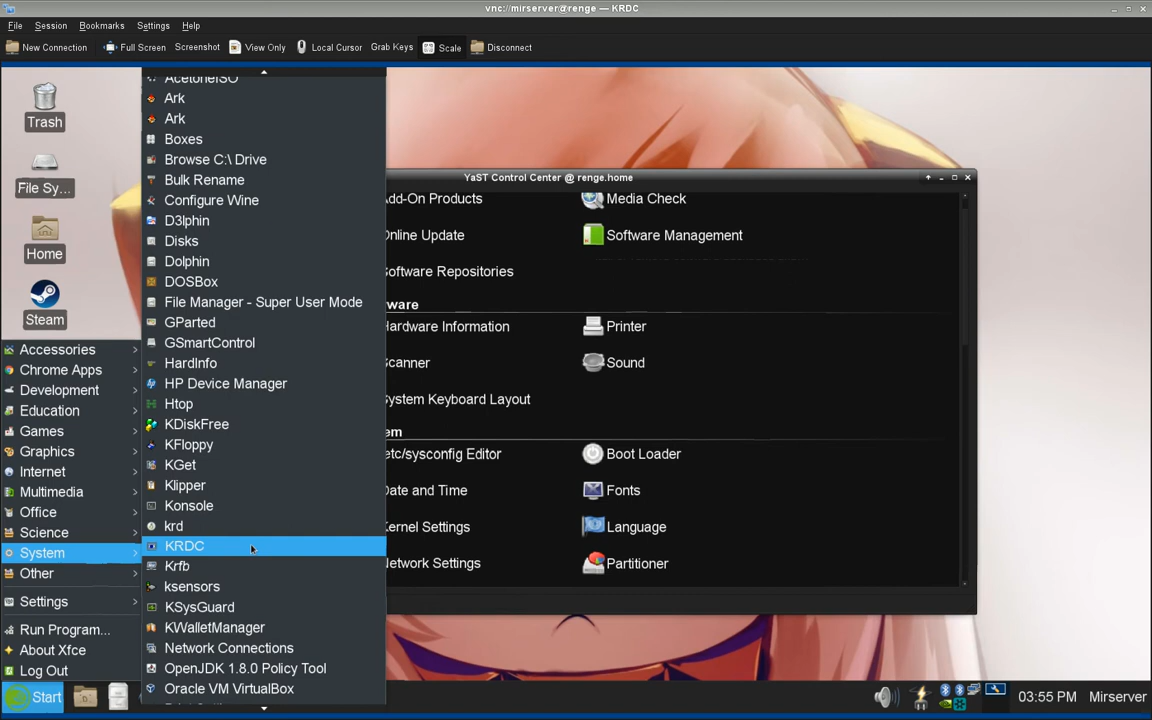 vnc://mirserver@renge — KRDC
File Session Bookmarks Settings Help
New Connection Full Screen Screenshot View Only Local Cursor Grab Keys Scale Disconnect
Trash
File Sy...
Home
Steam
AcetoneISO
Ark
Ark
Boxes
Browse C:\ Drive
Bulk Rename
Configure Wine
D3lphin
Disks
Dolphin
DOSBox
File Manager - Super User Mode
GParted
GSmartControl
HardInfo
HP Device Manager
Htop
KDiskFree
KFloppy
KGet
Klipper
Konsole
krd
KRDC
Krfb
ksensors
KSysGuard
KWalletManager
Network Connections
OpenJDK 1.8.0 Policy Tool
Oracle VM VirtualBox
Accessories
Chrome Apps
Development
Education
Games
Graphics
Internet
Multimedia
Office
Science
System
Other
Settings
Run Program...
About Xfce
Log Out
YaST Control Center @ renge.home
Add-On Products Media Check
Online Update Software Management
Software Repositories
ware
Hardware Information Printer
Scanner Sound
System Keyboard Layout
em
etc/sysconfig Editor Boot Loader
Date and Time Fonts
Kernel Settings Language
Network Settings Partitioner
Start 03:55 PM Mirserver